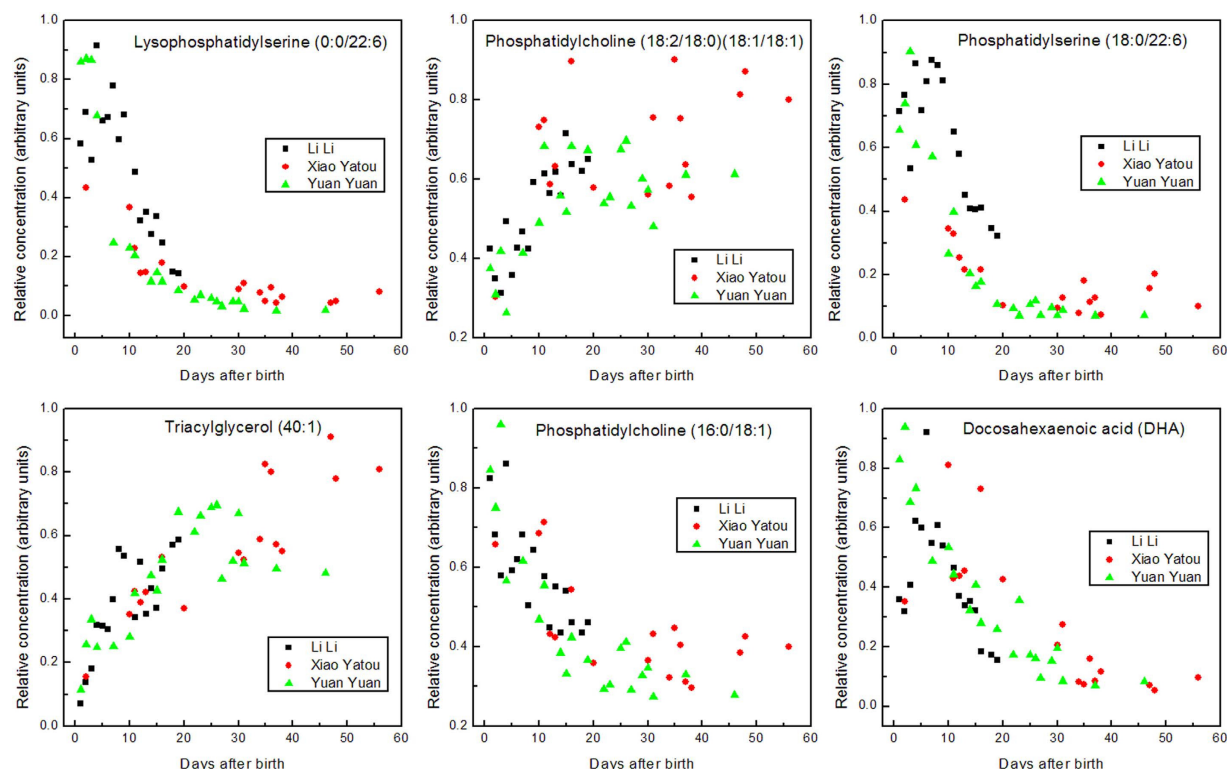 Lysophosphatidylserine (0:0/22:6)
Relative concentration (arbitrary units)
1.0
0.8
0.6
0.4
0.2
0.0
Li Li
Xiao Yatou
Yuan Yuan
0 10 20 30 40 50 60
Days after birth
Phosphatidylcholine (18:2/18:0)(18:1/18:1)
Relative concentration (arbitrary units)
1.0
0.8
0.6
0.4
0.2
Li Li
Xiao Yatou
Yuan Yuan
0 10 20 30 40 50 60
Days after birth
Phosphatidylserine (18:0/22:6)
Relative concentration (arbitrary units)
1.0
0.8
0.6
0.4
0.2
0.0
Li Li
Xiao Yatou
Yuan Yuan
0 10 20 30 40 50 60
Days after birth
Triacylglycerol (40:1)
Relative concentration (arbitrary units)
1.0
0.8
0.6
0.4
0.2
0.0
Li Li
Xiao Yatou
Yuan Yuan
0 10 20 30 40 50 60
Days after birth
Phosphatidylcholine (16:0/18:1)
Relative concentration (arbitrary units)
1.0
0.8
0.6
0.4
0.2
Li Li
Xiao Yatou
Yuan Yuan
0 10 20 30 40 50 60
Days after birth
Docosahexaenoic acid (DHA)
Relative concentration (arbitrary units)
1.0
0.8
0.6
0.4
0.2
0.0
Li Li
Xiao Yatou
Yuan Yuan
0 10 20 30 40 50 60
Days after birth